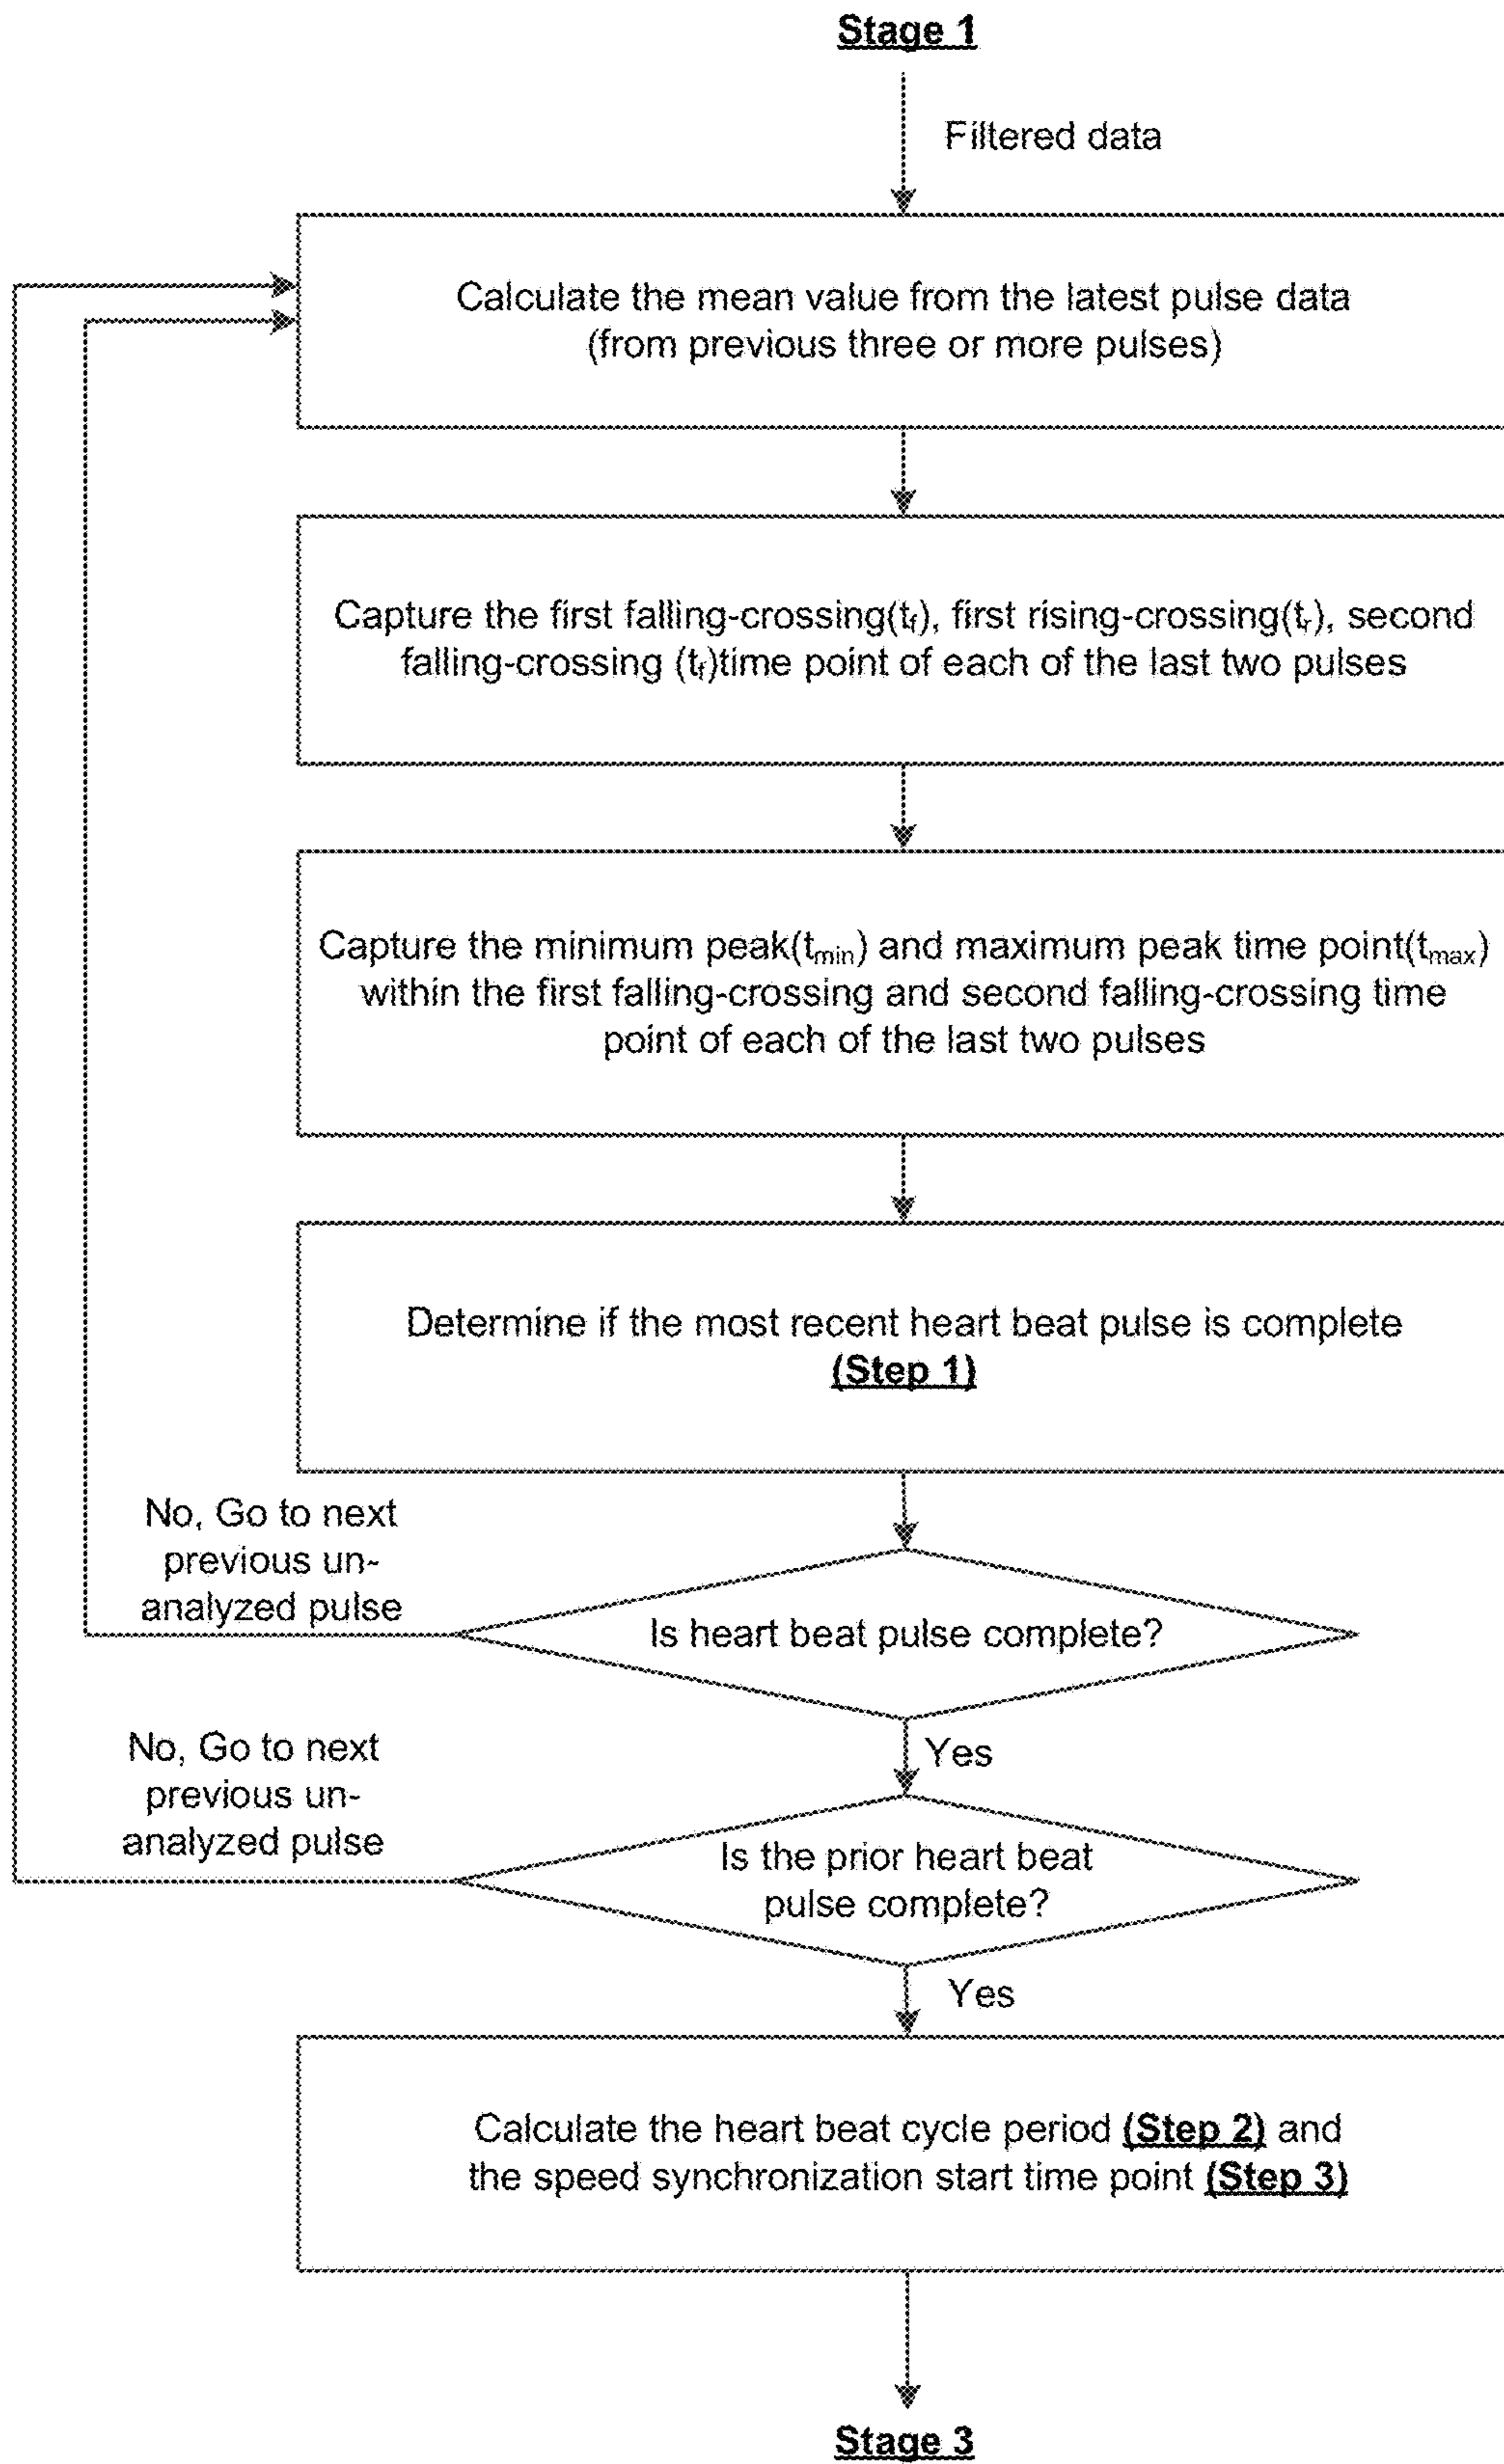 Stage 1
Filtered data
Calculate the mean value from the latest pulse data
(from previous three or more pulses)
Capture the first falling-crossing(tf), first rising-crossing(tr), second
falling-crossing (tf)time point of each of the last two pulses
Capture the minimum peak(tmin) and maximum peak time point(tmax)
within the first falling-crossing and second falling-crossing time
point of each of the last two pulses
Determine if the most recent heart beat pulse is complete
(Step 1)
No, Go to next
previous un-
analyzed pulse
Is heart beat pulse complete?
Yes
No, Go to next
previous un-
analyzed pulse
Is the prior heart beat
pulse complete?
Yes
Calculate the heart beat cycle period (Step 2) and
the speed synchronization start time point (Step 3)
Stage 3